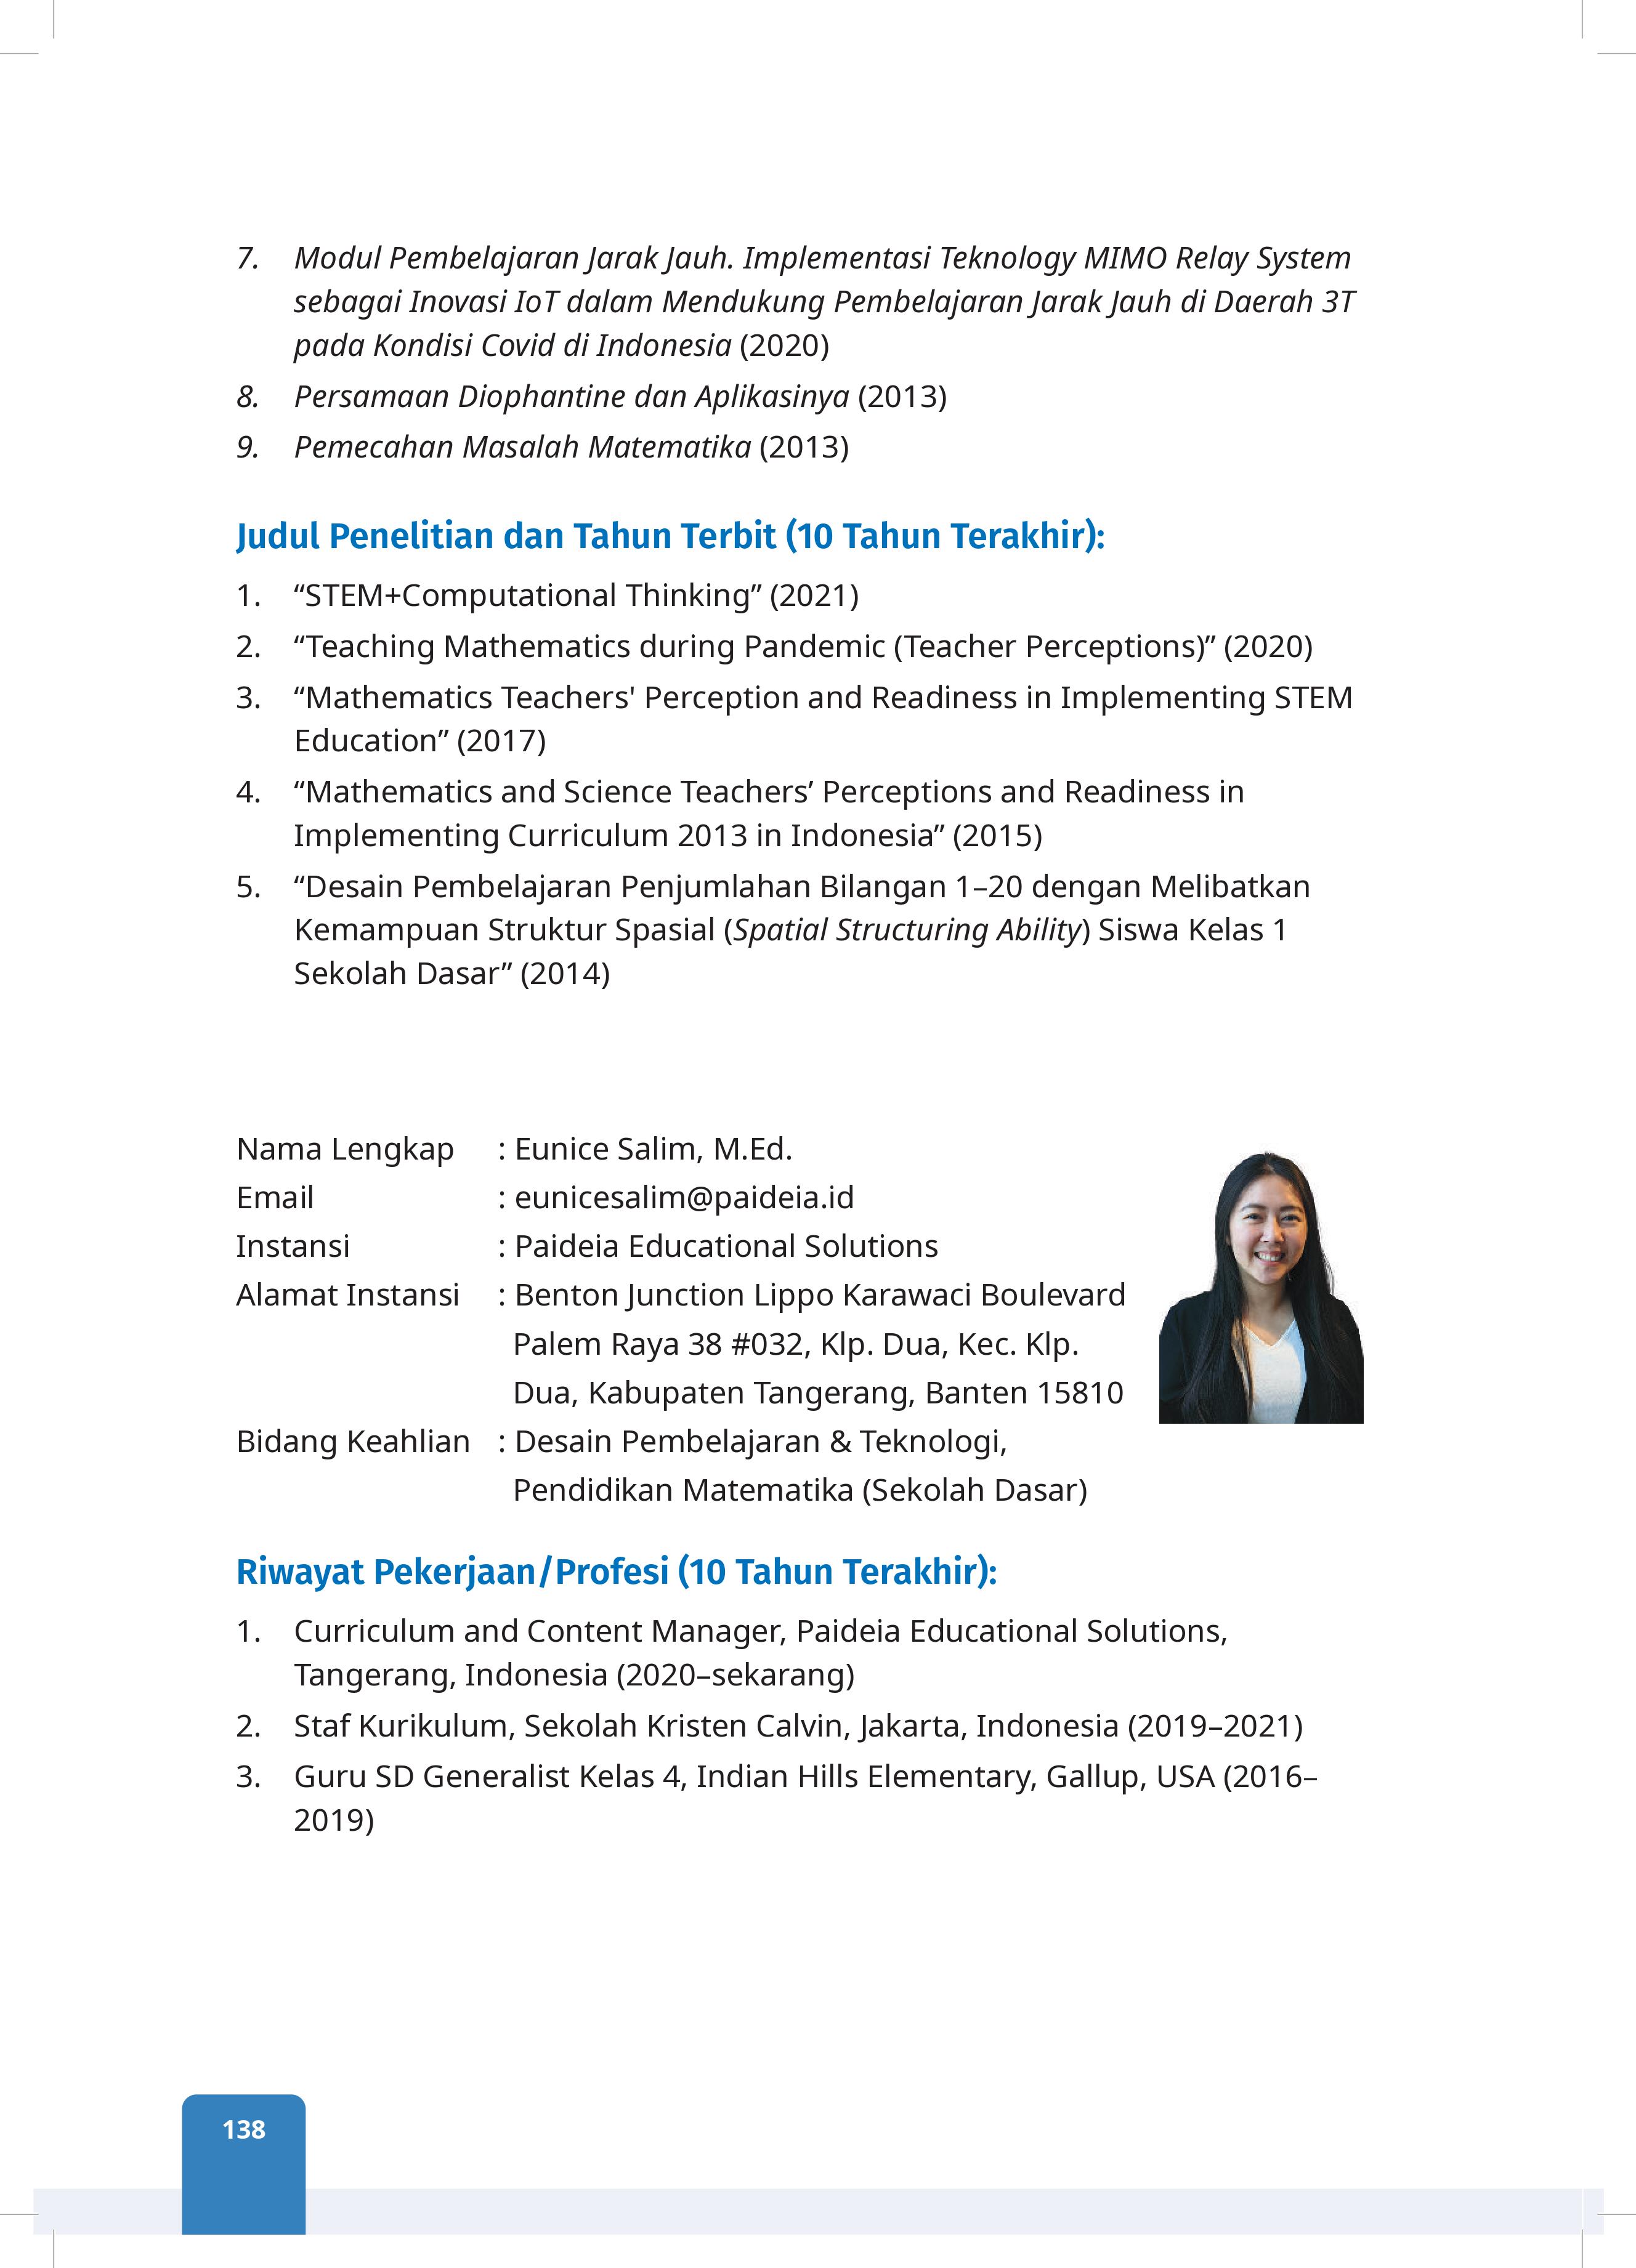 7. Modul Pembelajaran Jarak Jauh. Implementasi Teknology MIMO Relay System
sebagai Inovasi IoT dalam Mendukung Pembelajaran Jarak Jauh di Daerah 3T
pada Kondisi Covid di Indonesia (2020)
8. Persamaan Diophantine dan Aplikasinya (2013)
9. Pemecahan Masalah Matematika (2013)
Judul Penelitian dan Tahun Terbit (10 Tahun Terakhir):
1. “STEM+Computational Thinking” (2021)
2. “Teaching Mathematics during Pandemic (Teacher Perceptions)” (2020)
3. “Mathematics Teachers' Perception and Readiness in Implementing STEM
Education” (2017)
4. “Mathematics and Science Teachers’ Perceptions and Readiness in
Implementing Curriculum 2013 in Indonesia” (2015)
5. “Desain Pembelajaran Penjumlahan Bilangan 1–20 dengan Melibatkan
Kemampuan Struktur Spasial (Spatial Structuring Ability) Siswa Kelas 1
Sekolah Dasar” (2014)
Nama Lengkap : Eunice Salim, M.Ed.
Email : eunicesalim@paideia.id
Instansi : Paideia Educational Solutions
Alamat Instansi : Benton Junction Lippo Karawaci Boulevard
Palem Raya 38 #032, Klp. Dua, Kec. Klp.
Dua, Kabupaten Tangerang, Banten 15810
Bidang Keahlian : Desain Pembelajaran & Teknologi,
Pendidikan Matematika (Sekolah Dasar)
Riwayat Pekerjaan/Profesi (10 Tahun Terakhir):
1. Curriculum and Content Manager, Paideia Educational Solutions,
Tangerang, Indonesia (2020–sekarang)
2. Staf Kurikulum, Sekolah Kristen Calvin, Jakarta, Indonesia (2019–2021)
3. Guru SD Generalist Kelas 4, Indian Hills Elementary, Gallup, USA (2016–
2019)
138